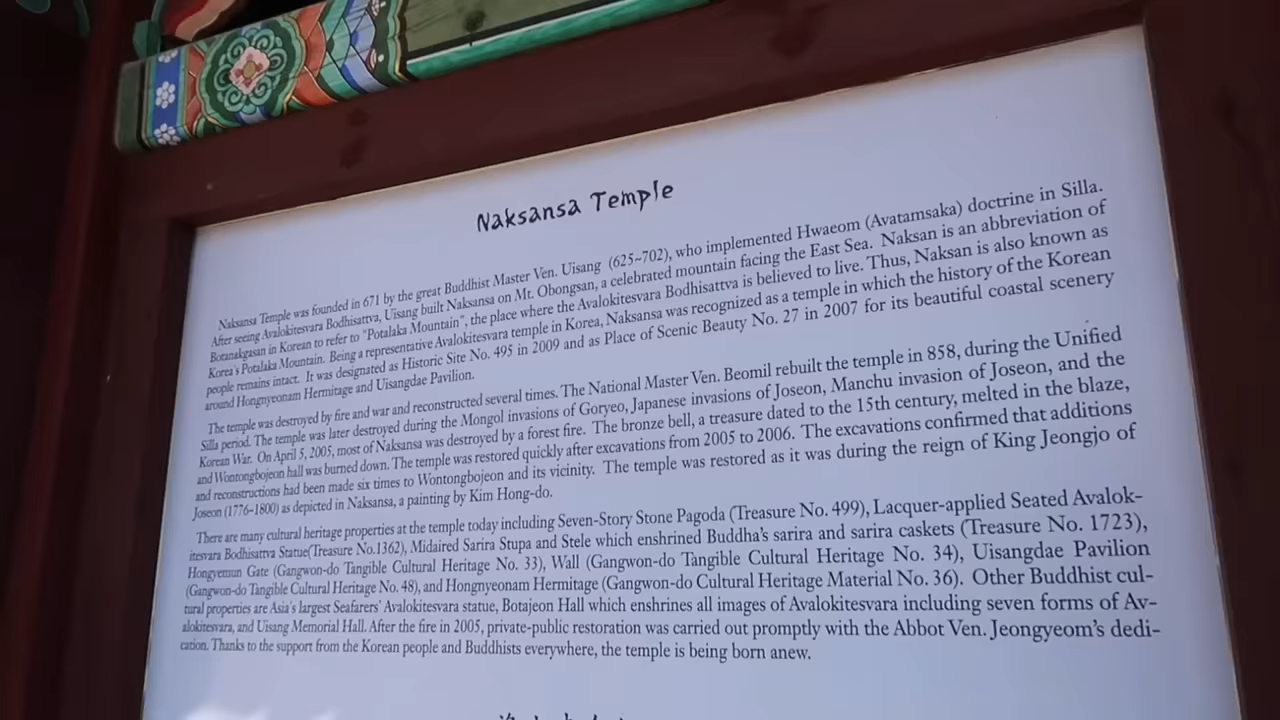 Naksansa Temple
Naksansa Temple was founded in 671 by the great Buddhist Master Ven. Uisang (625~702), who implemented Hwaeom (Avatamsaka) doctrine in Silla.
After seeing Avalokitesvara Bodhisattva, Uisang built Naksansa on Mt. Obongsan, a celebrated mountain facing the East Sea. Naksan is an abbreviation of
Botanakgasan in Korean to refer to "Potalaka Mountain", the place where the Avalokitesvara Bodhisattva is believed to live. Thus, Naksan is also known as
Korea's Potalaka Mountain. Being a representative Avalokitesvara temple in Korea, Naksansa was recognized as a temple in which the history of the Korean
people remains intact. It was designated as Historic Site No. 495 in 2009 and as Place of Scenic Beauty No. 27 in 2007 for its beautiful coastal scenery
around Hongnyeonam Hermitage and Uisangdae Pavilion.
The temple was destroyed by fire and war and reconstructed several times. The National Master Ven. Beomil rebuilt the temple in 858, during the Unified
Silla period. The temple was later destroyed during the Mongol invasions of Goryeo, Japanese invasions of Joseon, Manchu invasion of Joseon, and the
Korean War. On April 5, 2005, most of Naksansa was destroyed by a forest fire. The bronze bell, a treasure dated to the 15th century, melted in the blaze,
and Wontongbojeon hall was burned down. The temple was restored quickly after excavations from 2005 to 2006. The excavations confirmed that additions
and reconstructions had been made six times to Wontongbojeon and its vicinity. The temple was restored as it was during the reign of King Jeongjo of
Joseon (1776~1800) as depicted in Naksansa, a painting by Kim Hong-do.
There are many cultural heritage properties at the temple today including Seven-Story Stone Pagoda (Treasure No. 499), Lacquer-applied Seated Avalok-
itesvara Bodhisattva Statue(Treasure No.1362), Midaired Sarira Stupa and Stele which enshrined Buddha's sarira and sarira caskets (Treasure No. 1723),
Hongyemun Gate (Gangwon-do Tangible Cultural Heritage No. 33), Wall (Gangwon-do Tangible Cultural Heritage No. 34), Uisangdae Pavilion
(Gangwon-do Tangible Cultural Heritage No. 48), and Hongnyeonam Hermitage (Gangwon-do Cultural Heritage Material No. 36). Other Buddhist cul-
tural properties are Asia's largest Seafarers' Avalokitesvara statue, Botajeon Hall which enshrines all images of Avalokitesvara including seven forms of Av-
alokitesvara, and Uisang Memorial Hall. After the fire in 2005, private-public restoration was carried out promptly with the Abbot Ven. Jeongyeom's dedi-
cation. Thanks to the support from the Korean people and Buddhists everywhere, the temple is being born anew.